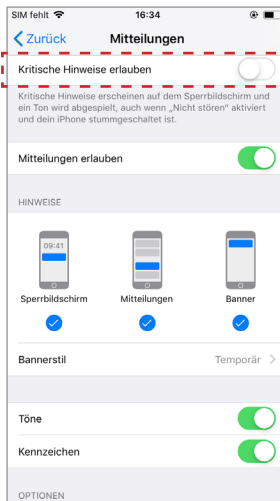 SIM fehlt 16:34
Zurück Mitteilungen
Kritische Hinweise erlauben
Kritische Hinweise erscheinen auf dem Sperrbildschirm und
ein Ton wird abgespielt, auch wenn „Nicht stören“ aktiviert
und dein iPhone stummgeschaltet ist.
Mitteilungen erlauben
HINWEISE
09:41
Sperrbildschirm Mitteilungen Banner
Bannerstil Temporär
Töne
Kennzeichen
OPTIONEN